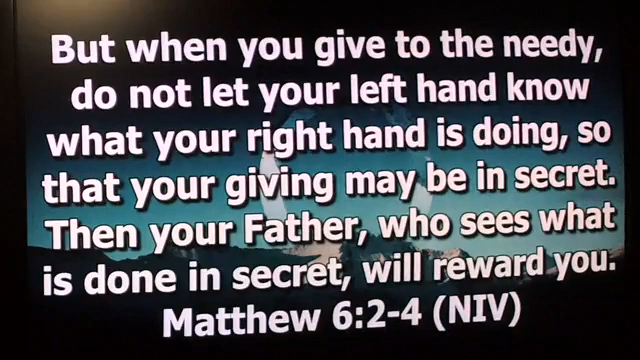 But when you give to the needy,
do not let your left hand know
what your right hand is doing, so
that your giving may be in secret.
Then your Father, who sees what
is done in secret, will reward you.
Matthew 6:2-4 (NIV)